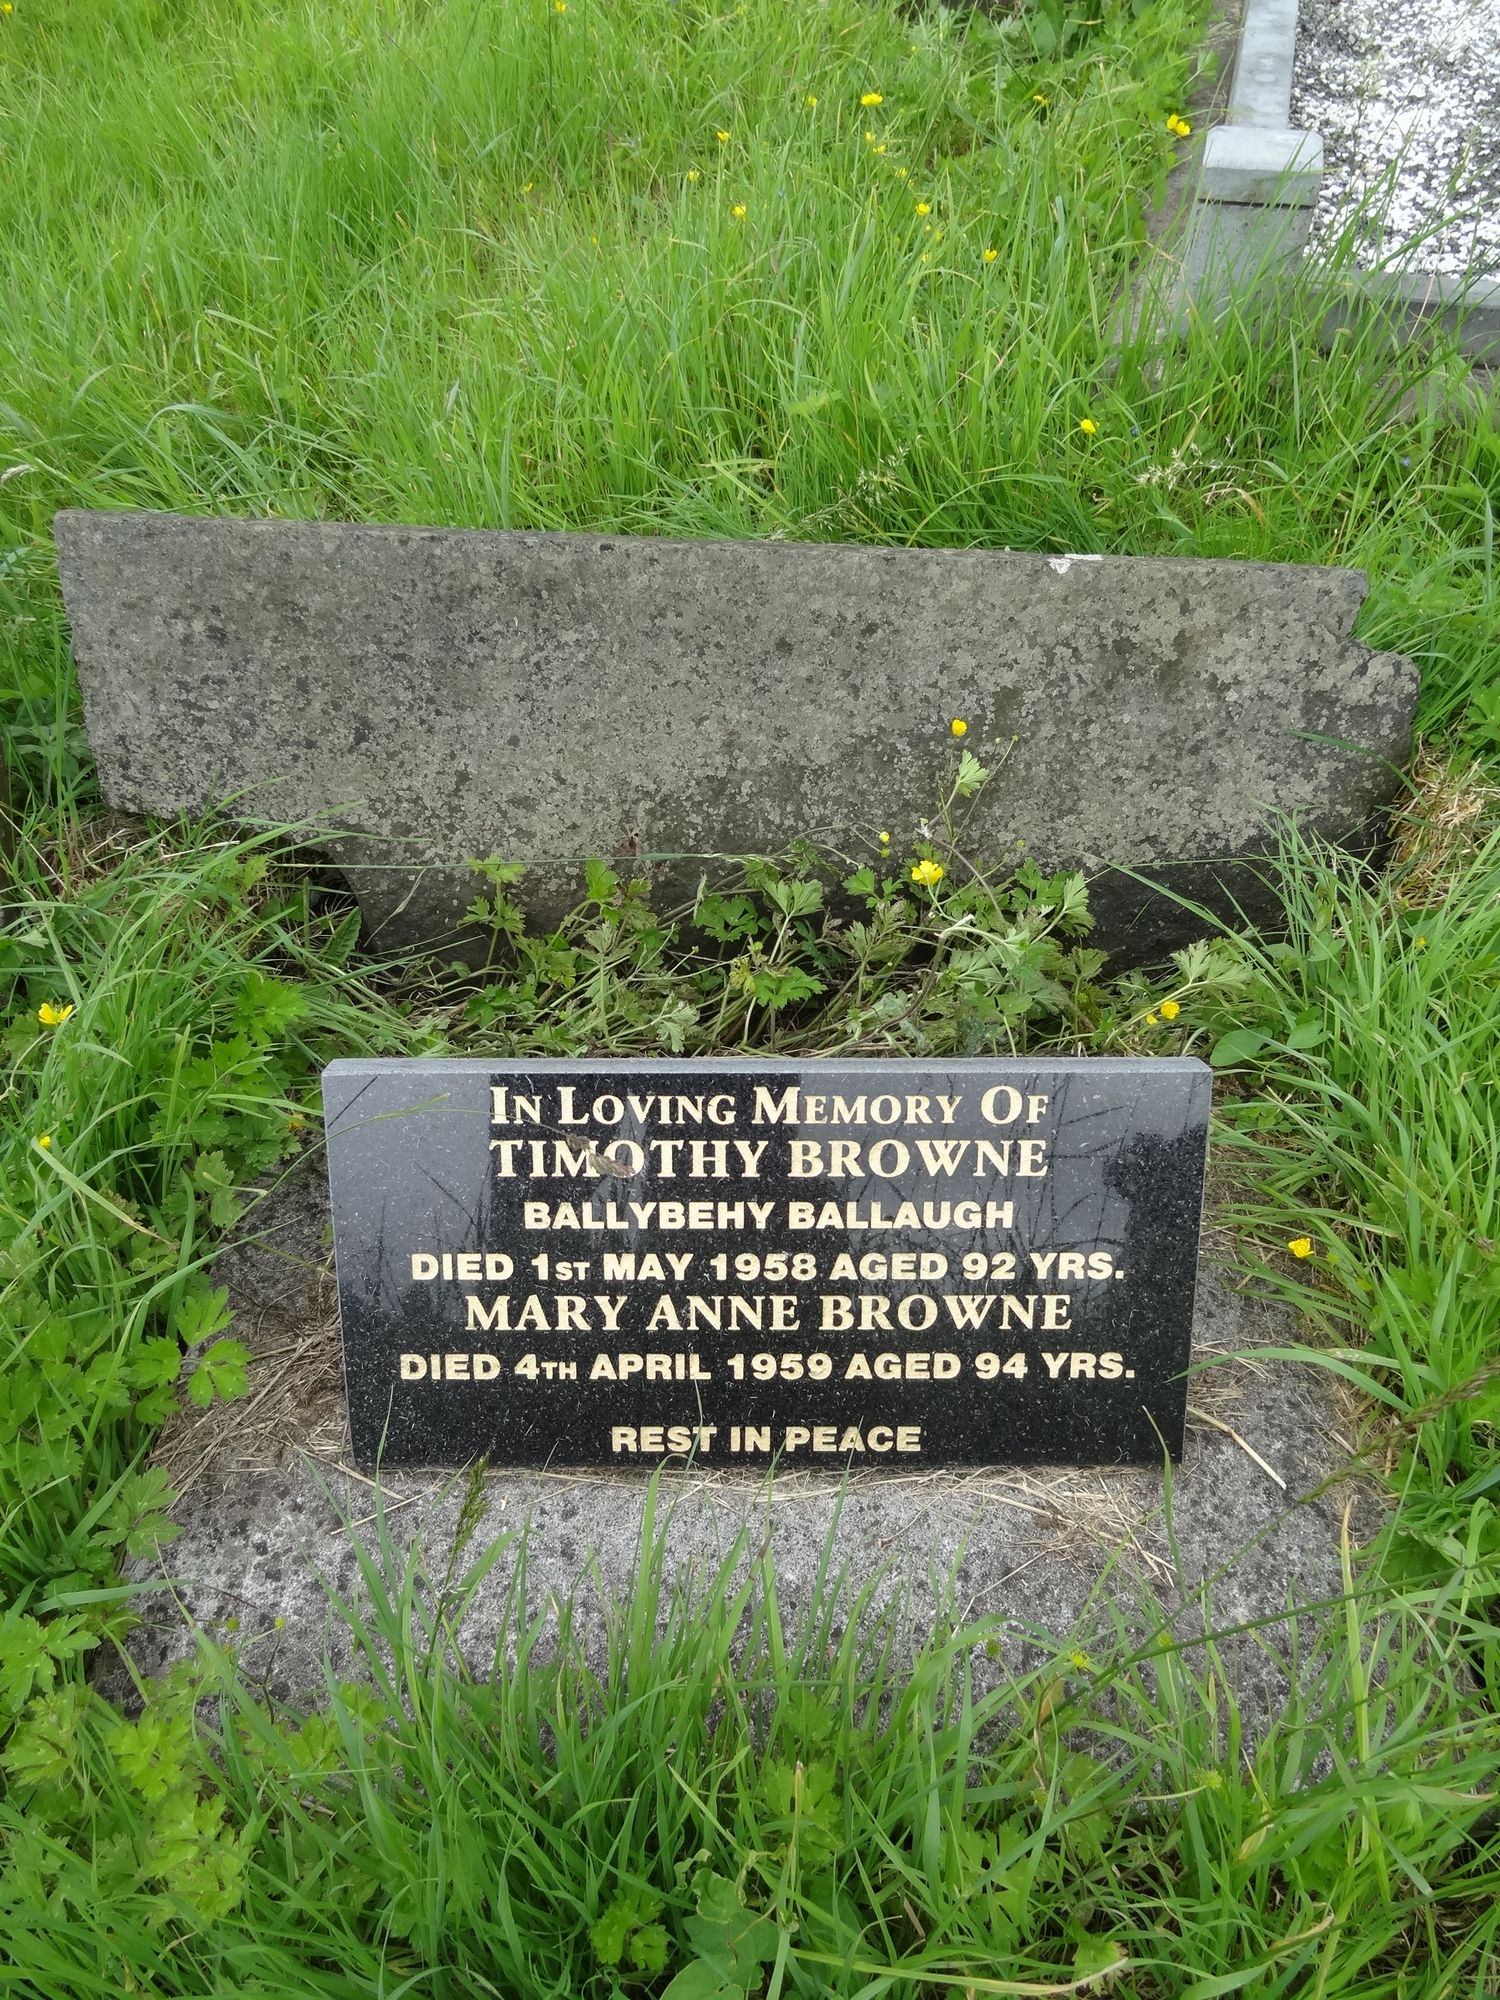 In Loving Memory Of
TIMOTHY BROWNE
BALLYBEHY BALLAUGH
DIED 1ST MAY 1958 AGED 92 YRS.
MARY ANNE BROWNE
DIED 4TH APRIL 1959 AGED 94 YRS.
REST IN PEACE